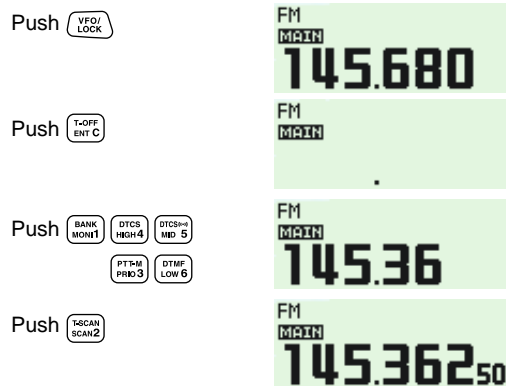 Push VFO/ LOCK
FM
MAIN
145.680
Push T-OFF ENT C
FM
MAIN
.
Push BANK MONI 1 DTCS HIGH 4 DTCS((•)) MID 5
PTT-M PRIO 3 DTMF LOW 6
FM
MAIN
145.36
Push T-SCAN SCAN 2
FM
MAIN
145.36250